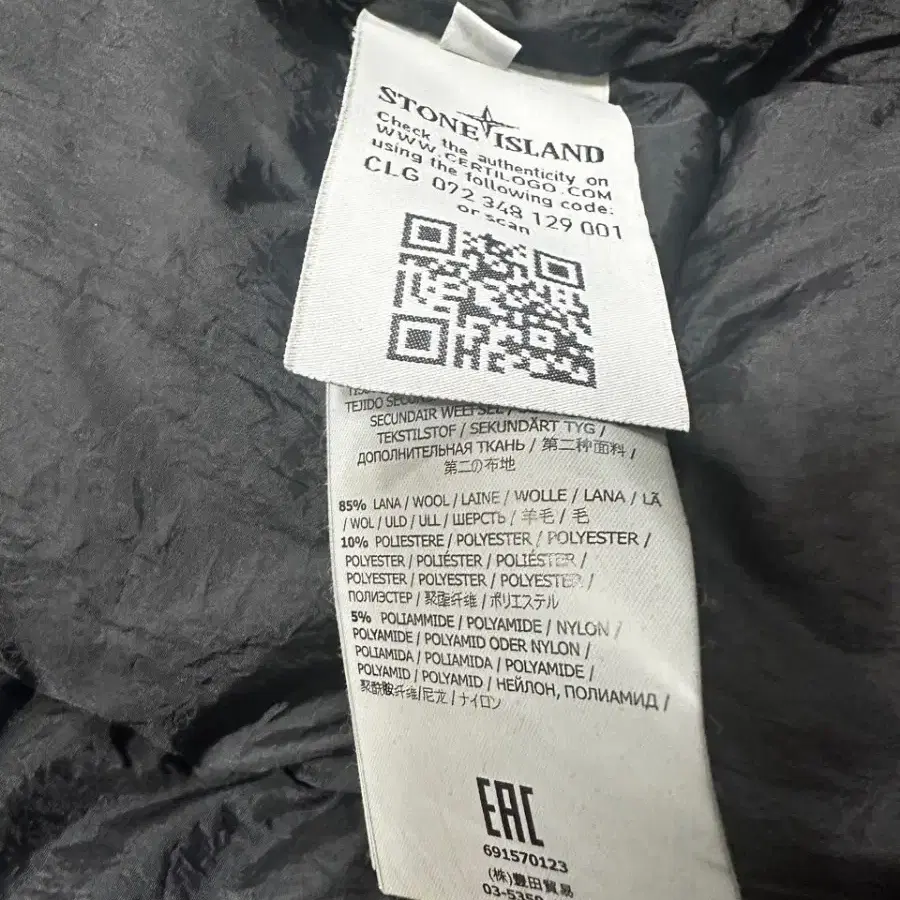 STONE ISLAND
Check the authenticity on
WWW.CERTILOGO.COM
using the following code:
CLG 072 348 129 001
or scan
TEJIDO
SECUNDAIR WEEFSEL /
TEKSTILSTOF / SEKUNDÄRT TYG /
ДОПОЛНИТЕЛЬНАЯ ТКАНЬ / 第二种面料 /
第二の布地
85% LANA / WOOL / LAINE / WOLLE / LANA / LÃ
/ WOL / ULD / ULL / ШЕРСТЬ / 羊毛 / 毛
10% POLIESTERE / POLYESTER / POLYESTER /
POLYESTER / POLIÉSTER / POLIÉSTER /
POLYESTER / POLYESTER / POLYESTER /
ПОЛИЭСТЕР / 聚酯纤维 / ポリエステル
5% POLIAMMIDE / POLYAMIDE / NYLON /
POLYAMIDE / POLYAMID ODER NYLON /
POLIAMIDA / POLIAMIDA / POLYAMIDE /
POLYAMID / POLYAMID / НЕЙЛОН, ПОЛИАМИД /
聚酰胺纤维/尼龙 / ナイロン
EAC
691570123
(株)豊田貿易
03-5350